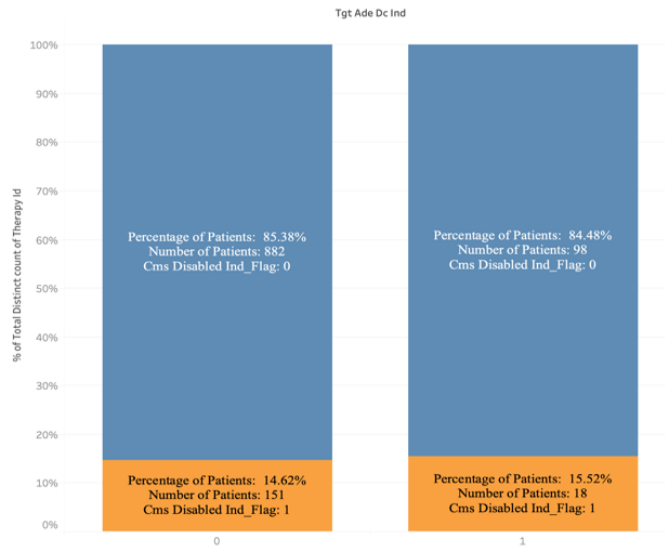 Tgt Ade Dc Ind
% of Total Distinct count of Therapy Id
100%
90%
80%
70%
60%
50%
40%
30%
20%
10%
0%
Percentage of Patients: 85.38%
Number of Patients: 882
Cms Disabled Ind_Flag: 0
Percentage of Patients: 14.62%
Number of Patients: 151
Cms Disabled Ind_Flag: 1
Percentage of Patients: 84.48%
Number of Patients: 98
Cms Disabled Ind_Flag: 0
Percentage of Patients: 15.52%
Number of Patients: 18
Cms Disabled Ind_Flag: 1
0
1